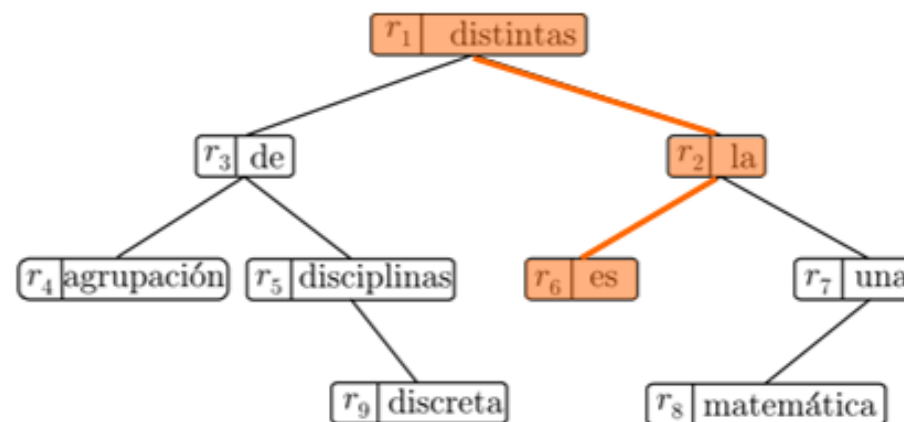 r₁ distintas
r₃ de
r₂ la
r₄ agrupación
r₅ disciplinas
r₆ es
r₇ una
r₉ discreta
r₈ matemática